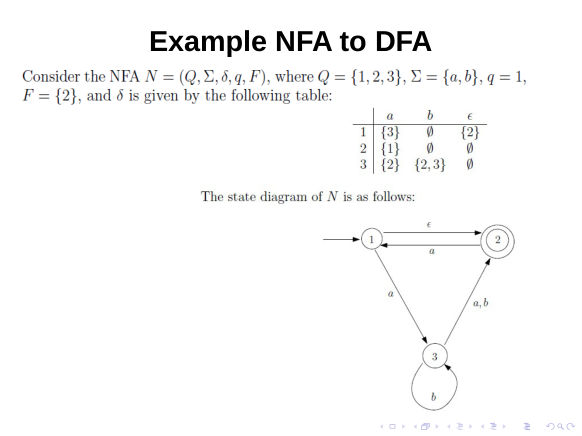 Example NFA to DFA
Consider the NFA N = (Q, Σ, δ, q, F), where Q = {1, 2, 3}, Σ = {a, b}, q = 1,
F = {2}, and δ is given by the following table:
a b ϵ
1 {3} ∅ {2}
2 {1} ∅ ∅
3 {2} {2,3} ∅
The state diagram of N is as follows:
ϵ
1 2
a
a
a, b
3
b